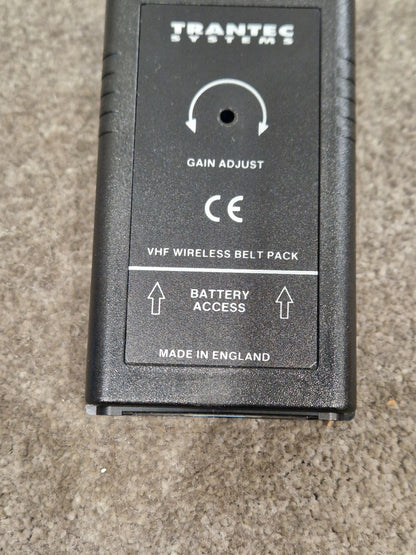 TRANTEC
SYSTEMS
GAIN ADJUST
CE
VHF WIRELESS BELT PACK
BATTERY
ACCESS
MADE IN ENGLAND